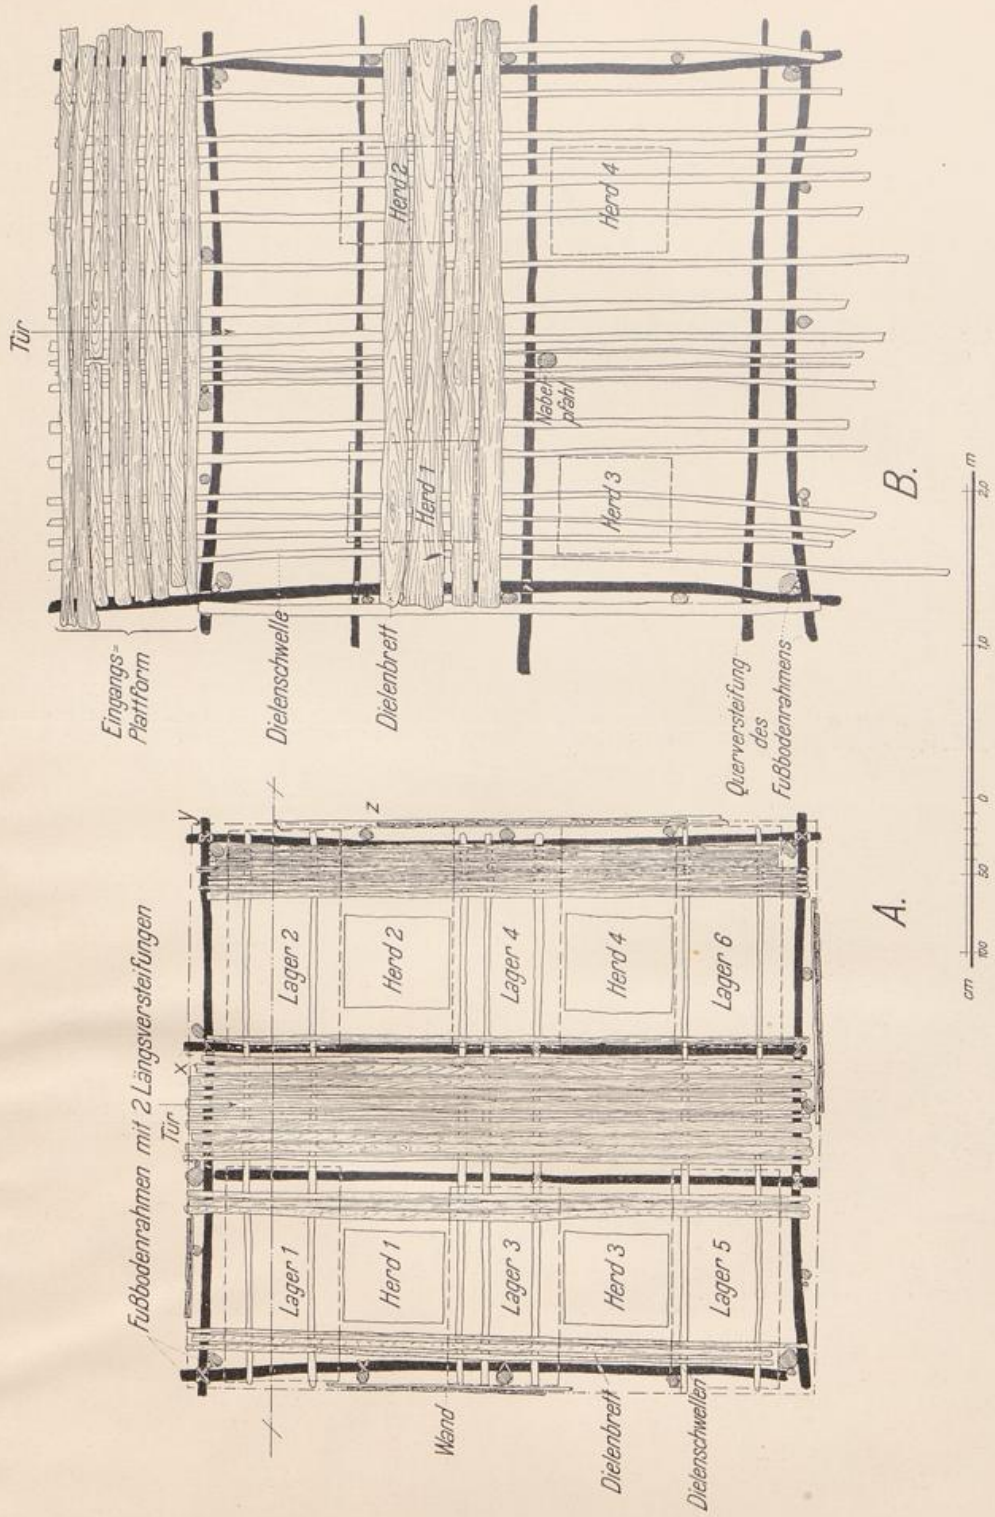 Fußbodenrahmen mit 2 Längsversteifungen
Tür
x
y
z
Lager 1
Herd 1
Lager 3
Herd 3
Lager 5
Lager 2
Herd 2
Lager 4
Herd 4
Lager 6
Wand
Dielenbrett
Dielenschwellen
A.
Tür
Eingangs=
Plattform
Dielenschwelle
Dielenbrett
Querversteifung
des
Fußbodenrahmens
Herd 1
Herd 2
Nabel-
pfahl
Herd 3
Herd 4
B.
cm 100 50 0 1,0 2,0 m